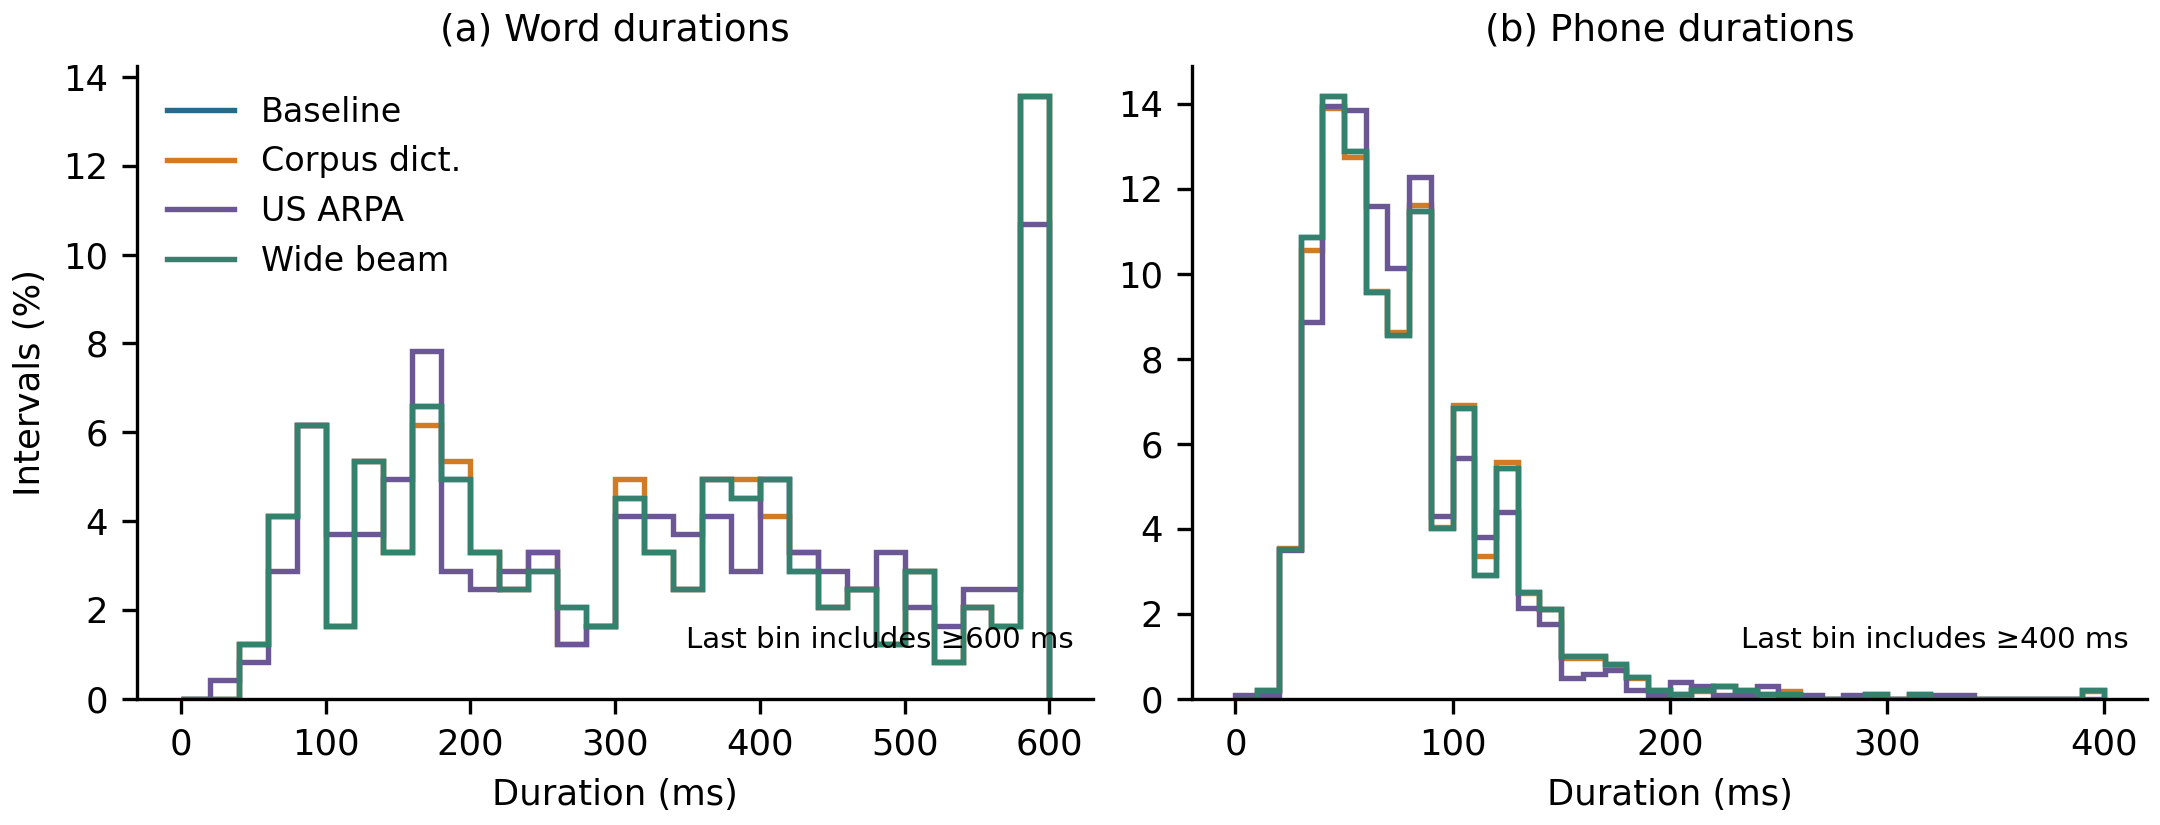 (a) Word durations
Intervals (%)
14
12
10
8
6
4
2
0
Baseline
Corpus dict.
US ARPA
Wide beam
Last bin includes ≥600 ms
0 100 200 300 400 500 600
Duration (ms)
(b) Phone durations
14
12
10
8
6
4
2
0
Last bin includes ≥400 ms
0 100 200 300 400
Duration (ms)